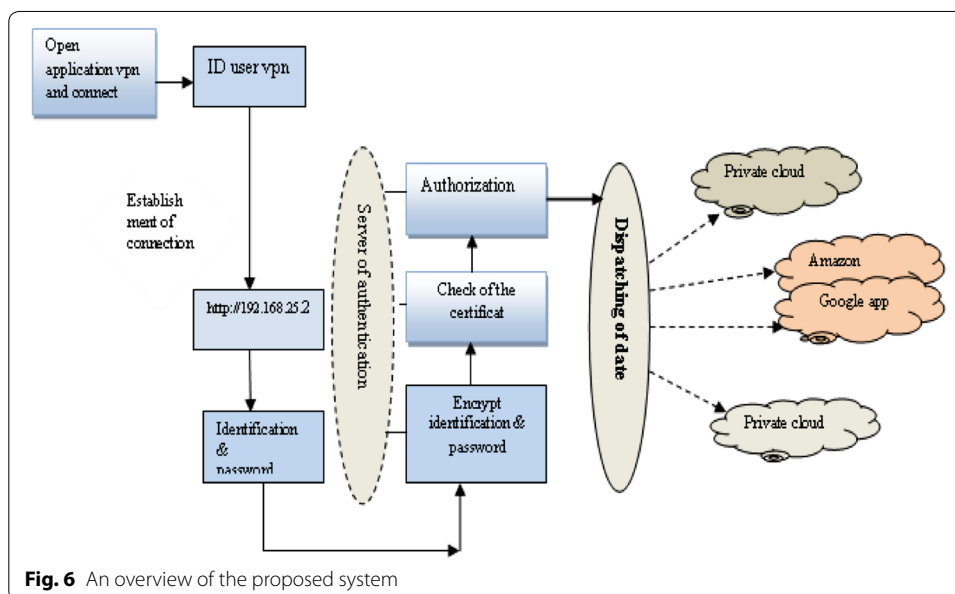 Open
application vpn
and connect
ID user vpn
Establish
ment of
connection
http://192.168.25.2
Identification
&
password
Server of authentication
Authorization
Check of the
certificat
Encrypt
identification &
password
Dispatching of date
Private cloud
Amazon
Google app
Private cloud
Fig. 6 An overview of the proposed system